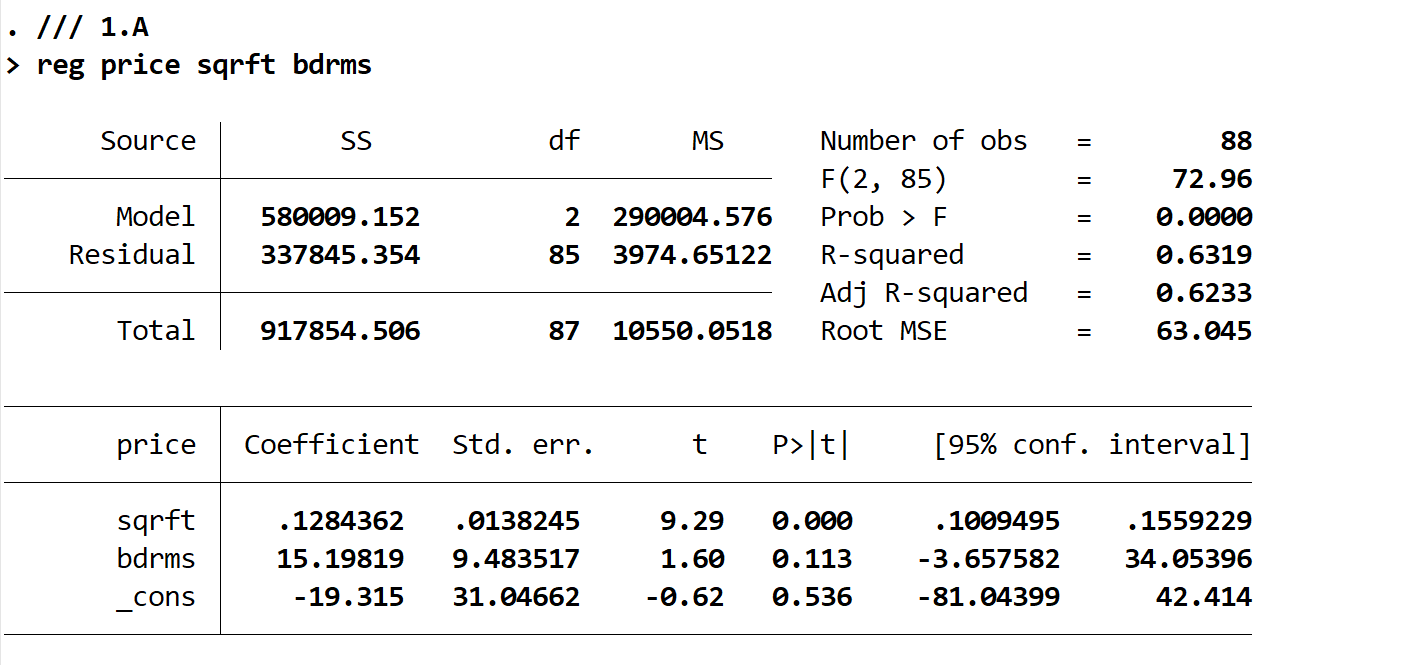 . /// 1.A
> reg price sqrft bdrms
Source | SS df MS Number of obs = 88
F(2, 85) = 72.96
Model | 580009.152 2 290004.576 Prob > F = 0.0000
Residual | 337845.354 85 3974.65122 R-squared = 0.6319
Adj R-squared = 0.6233
Total | 917854.506 87 10550.0518 Root MSE = 63.045
price | Coefficient Std. err. t P>|t| [95% conf. interval]
sqrft | .1284362 .0138245 9.29 0.000 .1009495 .1559229
bdrms | 15.19819 9.483517 1.60 0.113 -3.657582 34.05396
_cons | -19.315 31.04662 -0.62 0.536 -81.04399 42.414